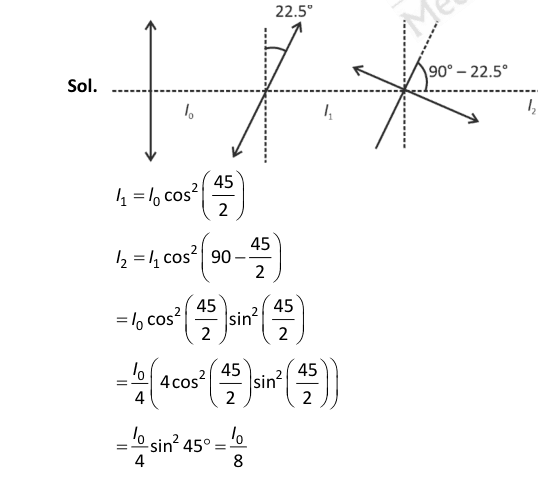 22.5°
Sol.
90° – 22.5°
I₀ I₁ I₂
I₁ = I₀ cos² (45/2)
I₂ = I₁ cos² (90 – 45/2)
= I₀ cos² (45/2) sin² (45/2)
= I₀/4 (4 cos² (45/2) sin² (45/2))
= I₀/4 sin² 45° = I₀/8